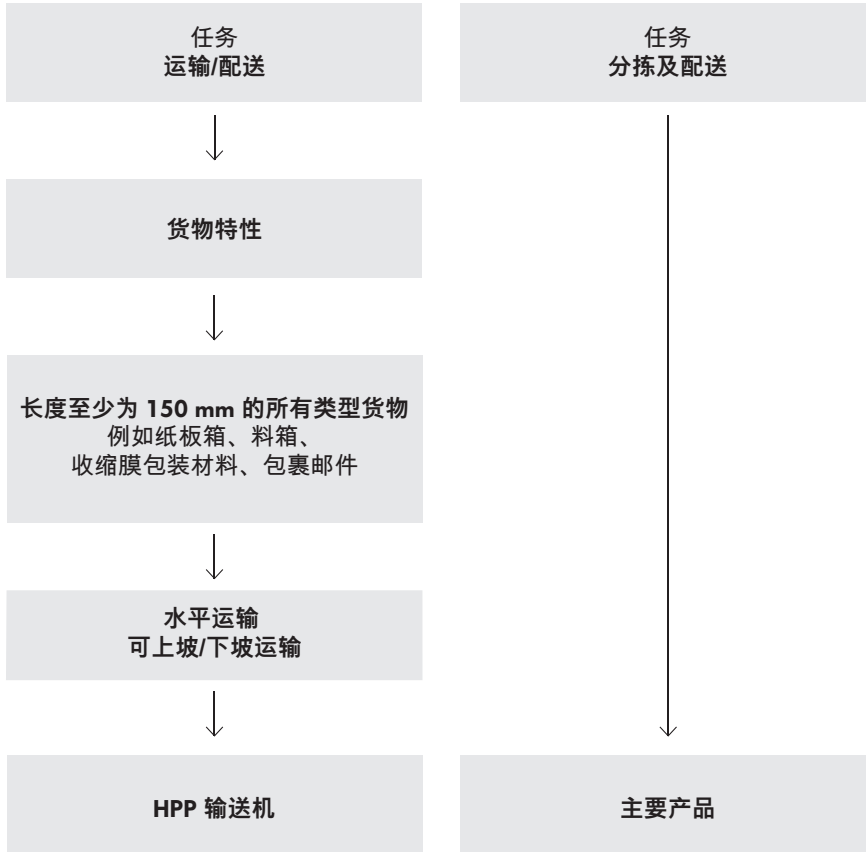 任务
运输/配送
货物特性
长度至少为 150 mm 的所有类型货物
例如纸板箱、料箱、
收缩膜包装材料、包裹邮件
水平运输
可上坡/下坡运输
HPP 输送机
任务
分拣及配送
主要产品